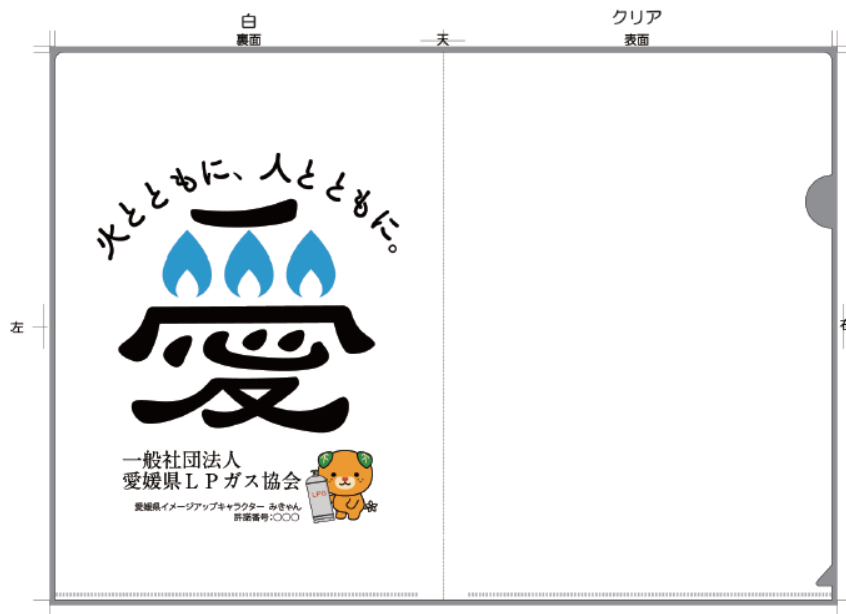 白
クリア
裏面
天
表面
左
右
火とともに、人とともに。
愛
一般社団法人
愛媛県LPガス協会
LPG
愛媛県イメージアップキャラクター みきゃん
許諾番号:〇〇〇